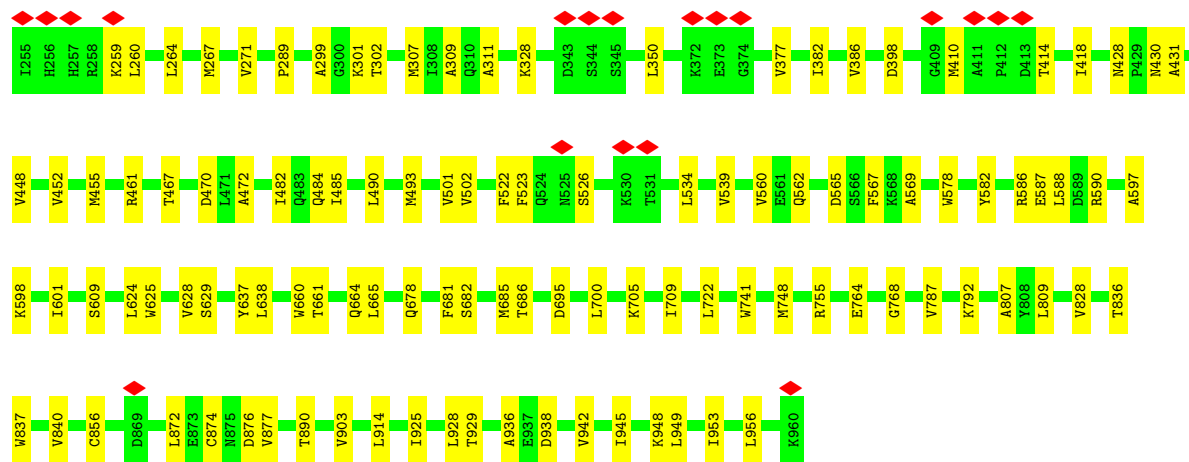 I255 H256 H257 R258 K259 L260 L264 M267 V271 P289 A299 G300 K301 T302 M307 I308 A309 Q310 A311 K328 D343 S344 S345 L350 K372 E373 G374 V377 I382 V386 D398 G409 M410 A411 P412 D413 T414 I418 N428 P429 N430 A431
V448 V452 M455 R461 T467 D470 L471 A472 I482 Q483 Q484 I485 L490 M493 V501 V502 F522 F523 Q524 N525 S526 K530 T531 L534 V539 V560 E561 Q562 D565 S566 F567 K568 A569 W578 Y582 R586 E587 L588 D589 R590 A597
K598 I601 S609 L624 W625 V628 S629 Y637 L638 W660 T661 Q664 L665 Q678 F681 S682 M685 T686 D695 L700 K705 I709 L722 W741 M748 R755 E764 G768 V787 K792 A807 Y808 L809 V828 T836
W837 V840 C856 D869 L872 E873 C874 N875 D876 V877 T890 V903 L914 I925 L928 T929 A936 E937 D938 V942 I945 K948 L949 I953 L956 K960